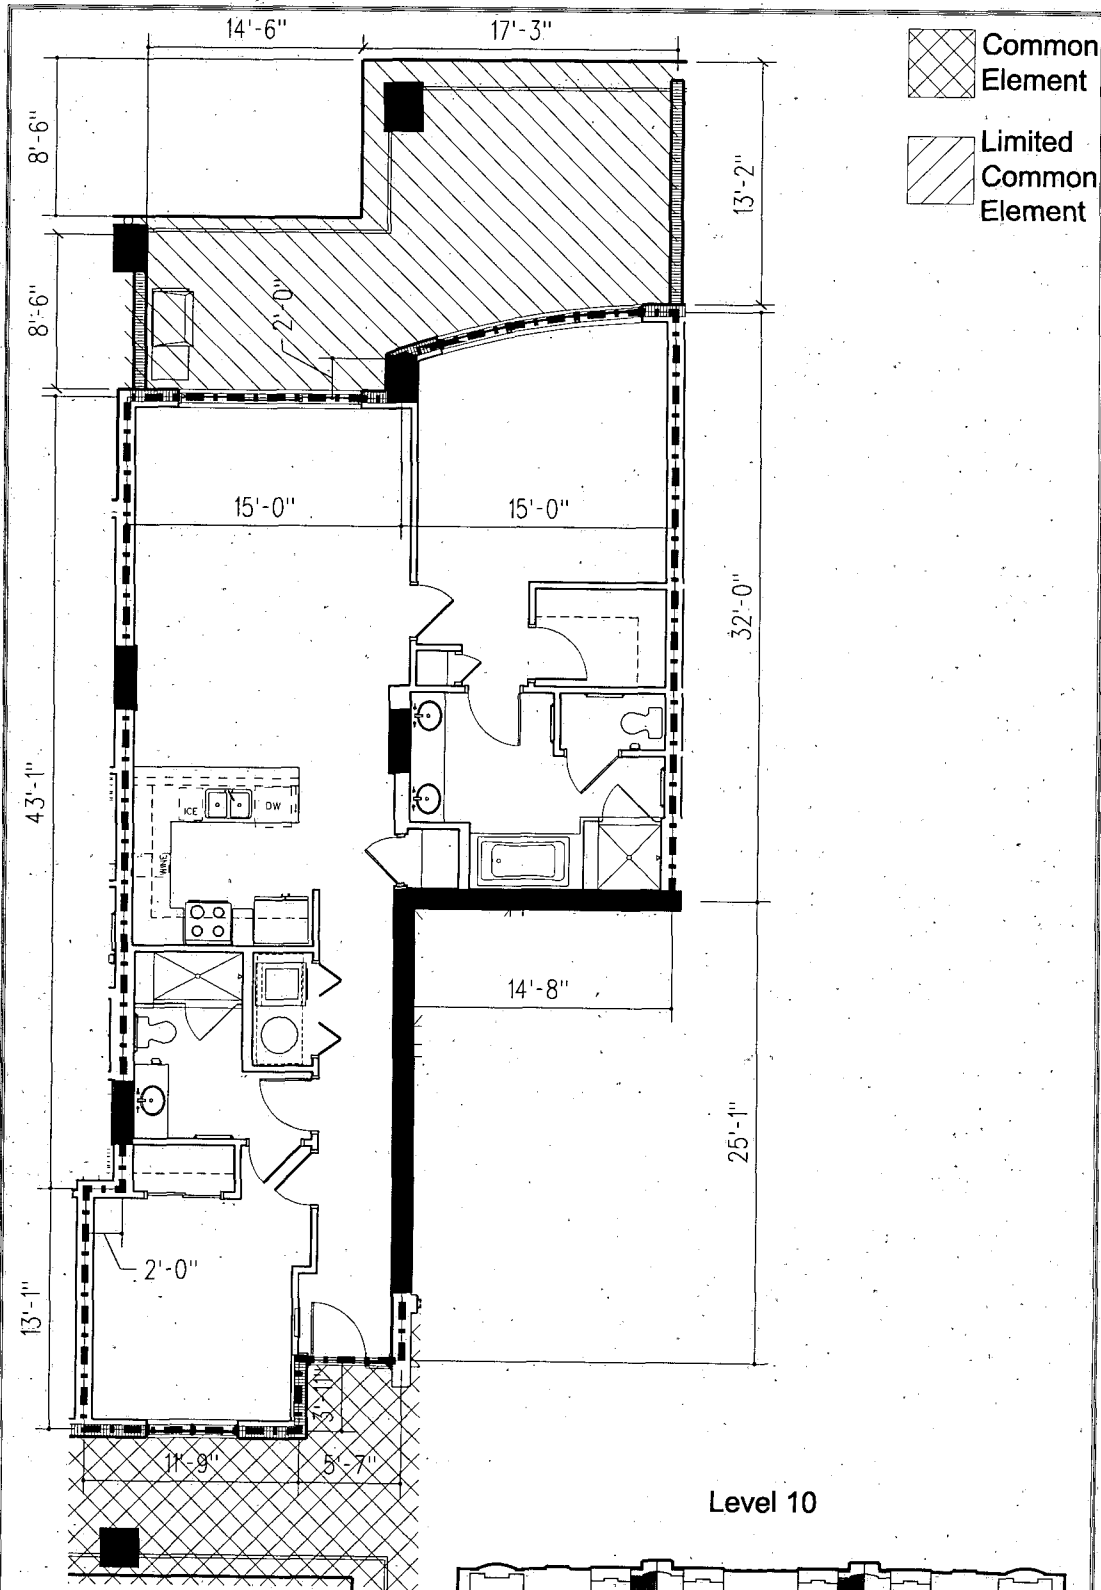 14'-6"
17'-3"
Common
Element
Limited
Common
Element
8'-6"
13'-2"
8'-6"
2'-0"
15'-0"
15'-0"
32'-0"
43'-1"
ICE
DW
WINE
14'-8"
25'-1"
2'-0"
13'-1"
3'-11"
11'-9"
5'-7"
Level 10